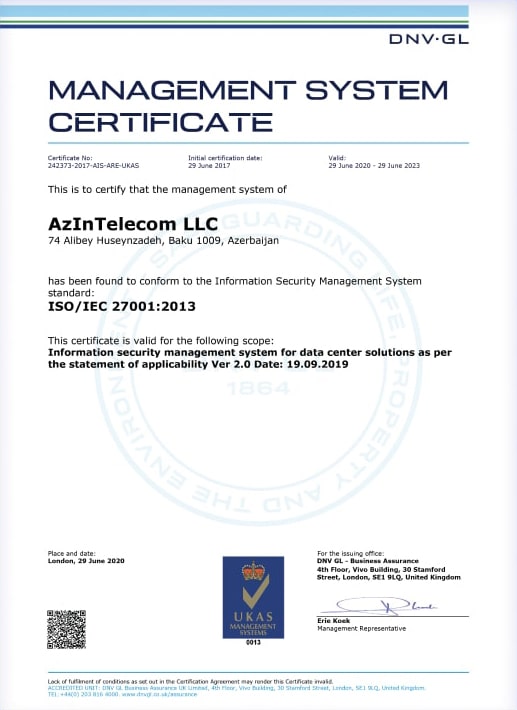 DNV·GL
MANAGEMENT SYSTEM
CERTIFICATE
Certificate No:
242373-2017-AIS-ARE-UKAS
Initial certification date:
29 June 2017
Valid:
29 June 2020 - 29 June 2023
This is to certify that the management system of
AzInTelecom LLC
74 Alibey Huseynzadeh, Baku 1009, Azerbaijan
has been found to conform to the Information Security Management System
standard:
ISO/IEC 27001:2013
This certificate is valid for the following scope:
Information security management system for data center solutions as per
the statement of applicability Ver 2.0 Date: 19.09.2019
SAFEGUARDING LIFE, PROPERTY AND THE ENVIRONMENT
1864
Place and date:
London, 29 June 2020
UKAS
MANAGEMENT
SYSTEMS
0013
For the issuing office:
DNV GL - Business Assurance
4th Floor, Vivo Building, 30 Stamford
Street, London, SE1 9LQ, United Kingdom
Erie Koek
Management Representative
Lack of fulfilment of conditions as set out in the Certification Agreement may render this Certificate invalid.
ACCREDITED UNIT: DNV GL Business Assurance UK Limited, 4th Floor, Vivo Building, 30 Stamford Street, London, SE1 9LQ, United Kingdom.
TEL:+44(0) 203 816 4000. www.dnvgl.co.uk/assurance